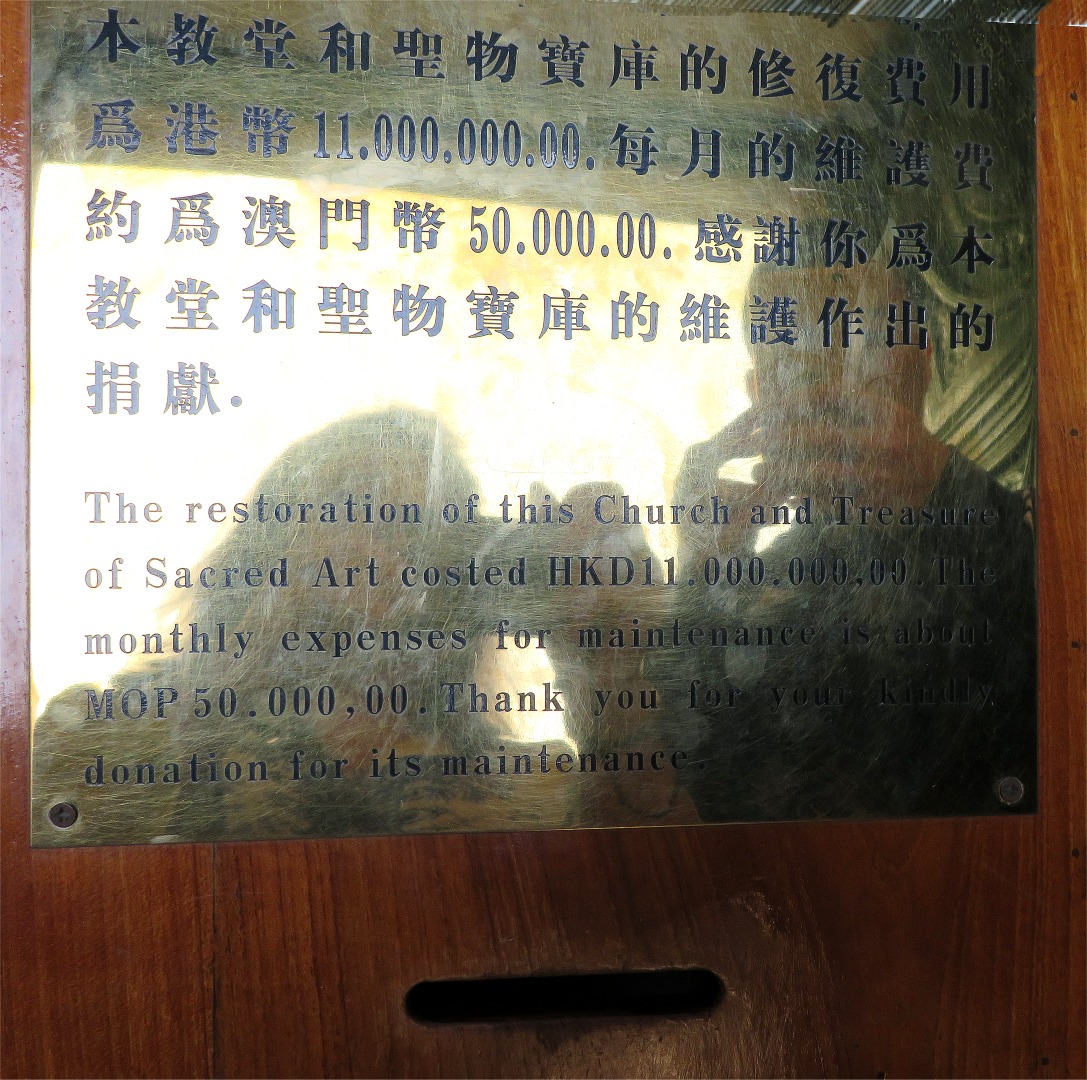 本教堂和聖物寶庫的修復費用
爲港幣11.000.000.00.每月的維護費
約爲澳門幣50.000.00.感謝你爲本
教堂和聖物寶庫的維護作出的
捐獻.
The restoration of this Church and Treasure
of Sacred Art costed HKD11.000.000,00.The
monthly expenses for maintenance is about
MOP 50.000,00.Thank you for your kindly
donation for its maintenance.